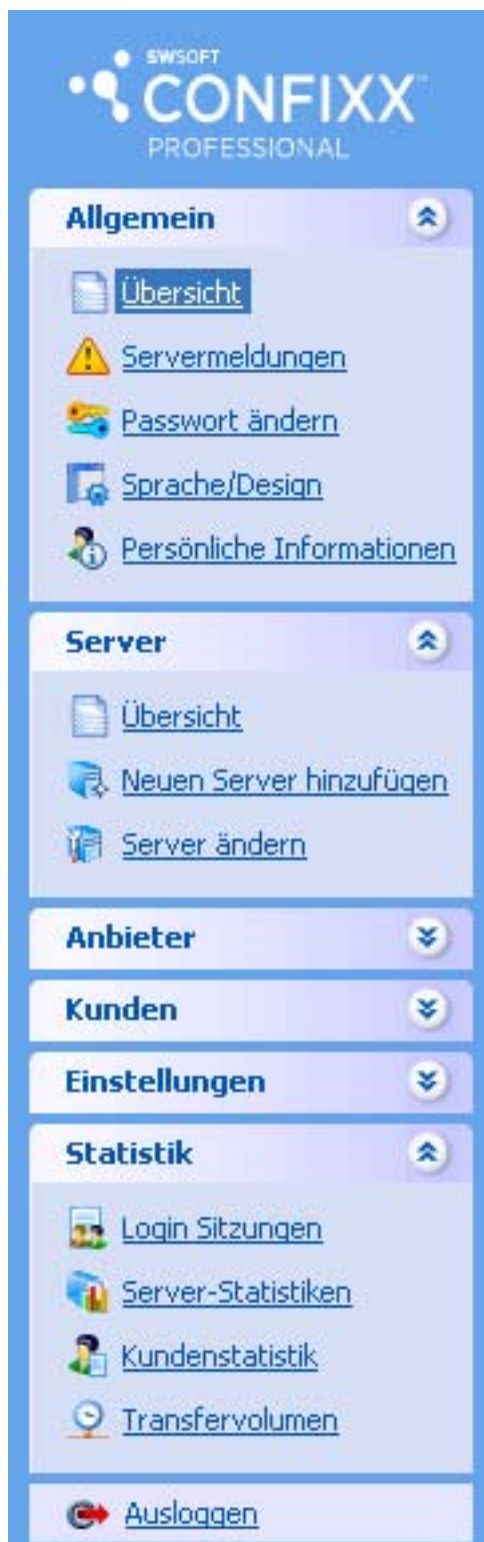 SWSOFT
CONFIXX™
PROFESSIONAL
Allgemein
Übersicht
Servermeldungen
Passwort ändern
Sprache/Design
Persönliche Informationen
Server
Übersicht
Neuen Server hinzufügen
Server ändern
Anbieter
Kunden
Einstellungen
Statistik
Login Sitzungen
Server-Statistiken
Kundenstatistik
Transfervolumen
Ausloggen